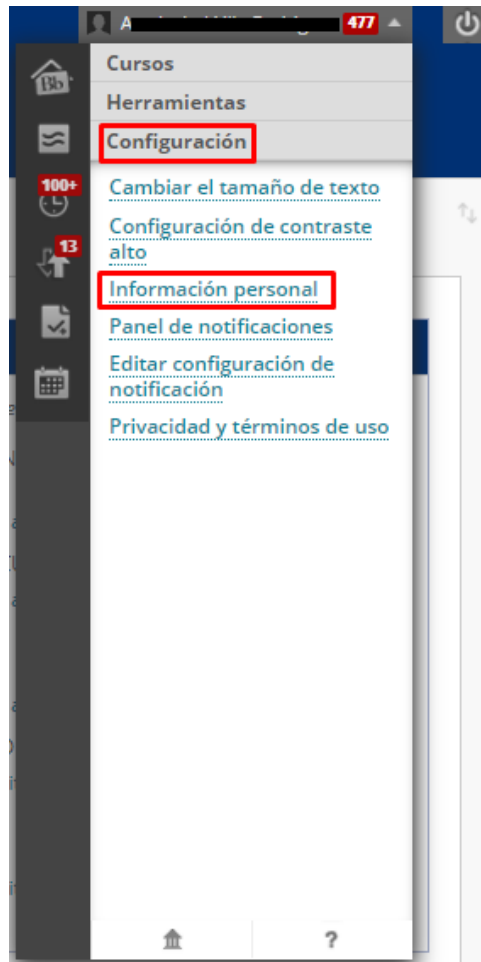 A 477
Cursos
Bb
Herramientas
Configuración
100+
Cambiar el tamaño de texto
Configuración de contraste
alto
13
Información personal
Panel de notificaciones
Editar configuración de
notificación
Privacidad y términos de uso
?